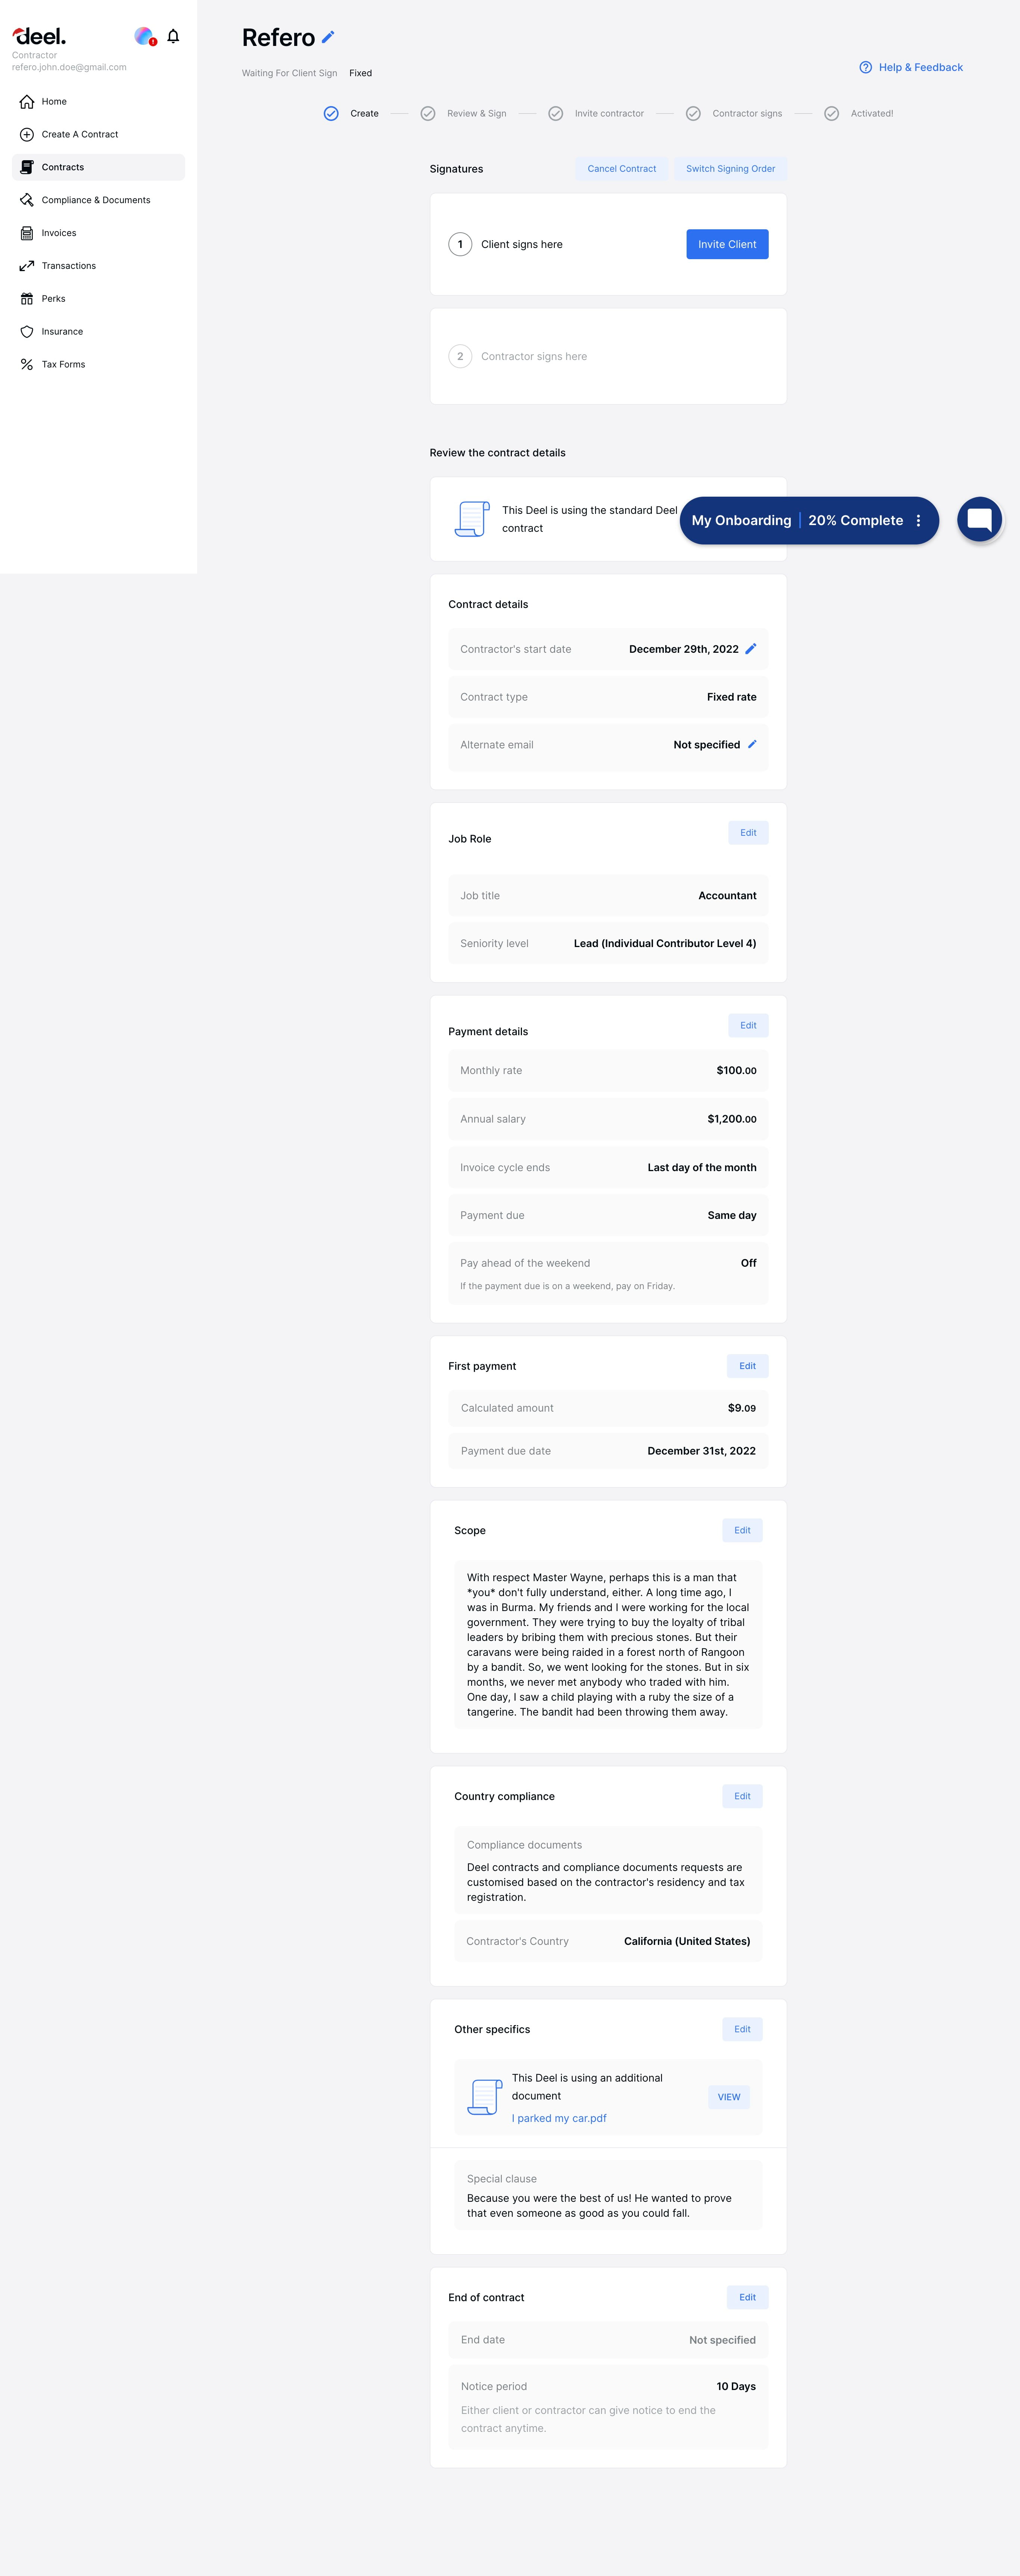 deel.
Contractor
refero.john.doe@gmail.com
Home
Create A Contract
Contracts
Compliance & Documents
Invoices
Transactions
Perks
Insurance
Tax Forms
Refero
Waiting For Client Sign Fixed
Help & Feedback
Create Review & Sign Invite contractor Contractor signs Activated!
Signatures Cancel Contract Switch Signing Order
1 Client signs here Invite Client
2 Contractor signs here
Review the contract details
This Deel is using the standard Deel
contract
My Onboarding | 20% Complete
Contract details
Contractor's start date December 29th, 2022
Contract type Fixed rate
Alternate email Not specified
Job Role Edit
Job title Accountant
Seniority level Lead (Individual Contributor Level 4)
Payment details Edit
Monthly rate $100.00
Annual salary $1,200.00
Invoice cycle ends Last day of the month
Payment due Same day
Pay ahead of the weekend Off
If the payment due is on a weekend, pay on Friday.
First payment Edit
Calculated amount $9.09
Payment due date December 31st, 2022
Scope Edit
With respect Master Wayne, perhaps this is a man that
*you* don't fully understand, either. A long time ago, I
was in Burma. My friends and I were working for the local
government. They were trying to buy the loyalty of tribal
leaders by bribing them with precious stones. But their
caravans were being raided in a forest north of Rangoon
by a bandit. So, we went looking for the stones. But in six
months, we never met anybody who traded with him.
One day, I saw a child playing with a ruby the size of a
tangerine. The bandit had been throwing them away.
Country compliance Edit
Compliance documents
Deel contracts and compliance documents requests are
customised based on the contractor's residency and tax
registration.
Contractor's Country California (United States)
Other specifics Edit
This Deel is using an additional
document
I parked my car.pdf
VIEW
Special clause
Because you were the best of us! He wanted to prove
that even someone as good as you could fall.
End of contract Edit
End date Not specified
Notice period 10 Days
Either client or contractor can give notice to end the
contract anytime.